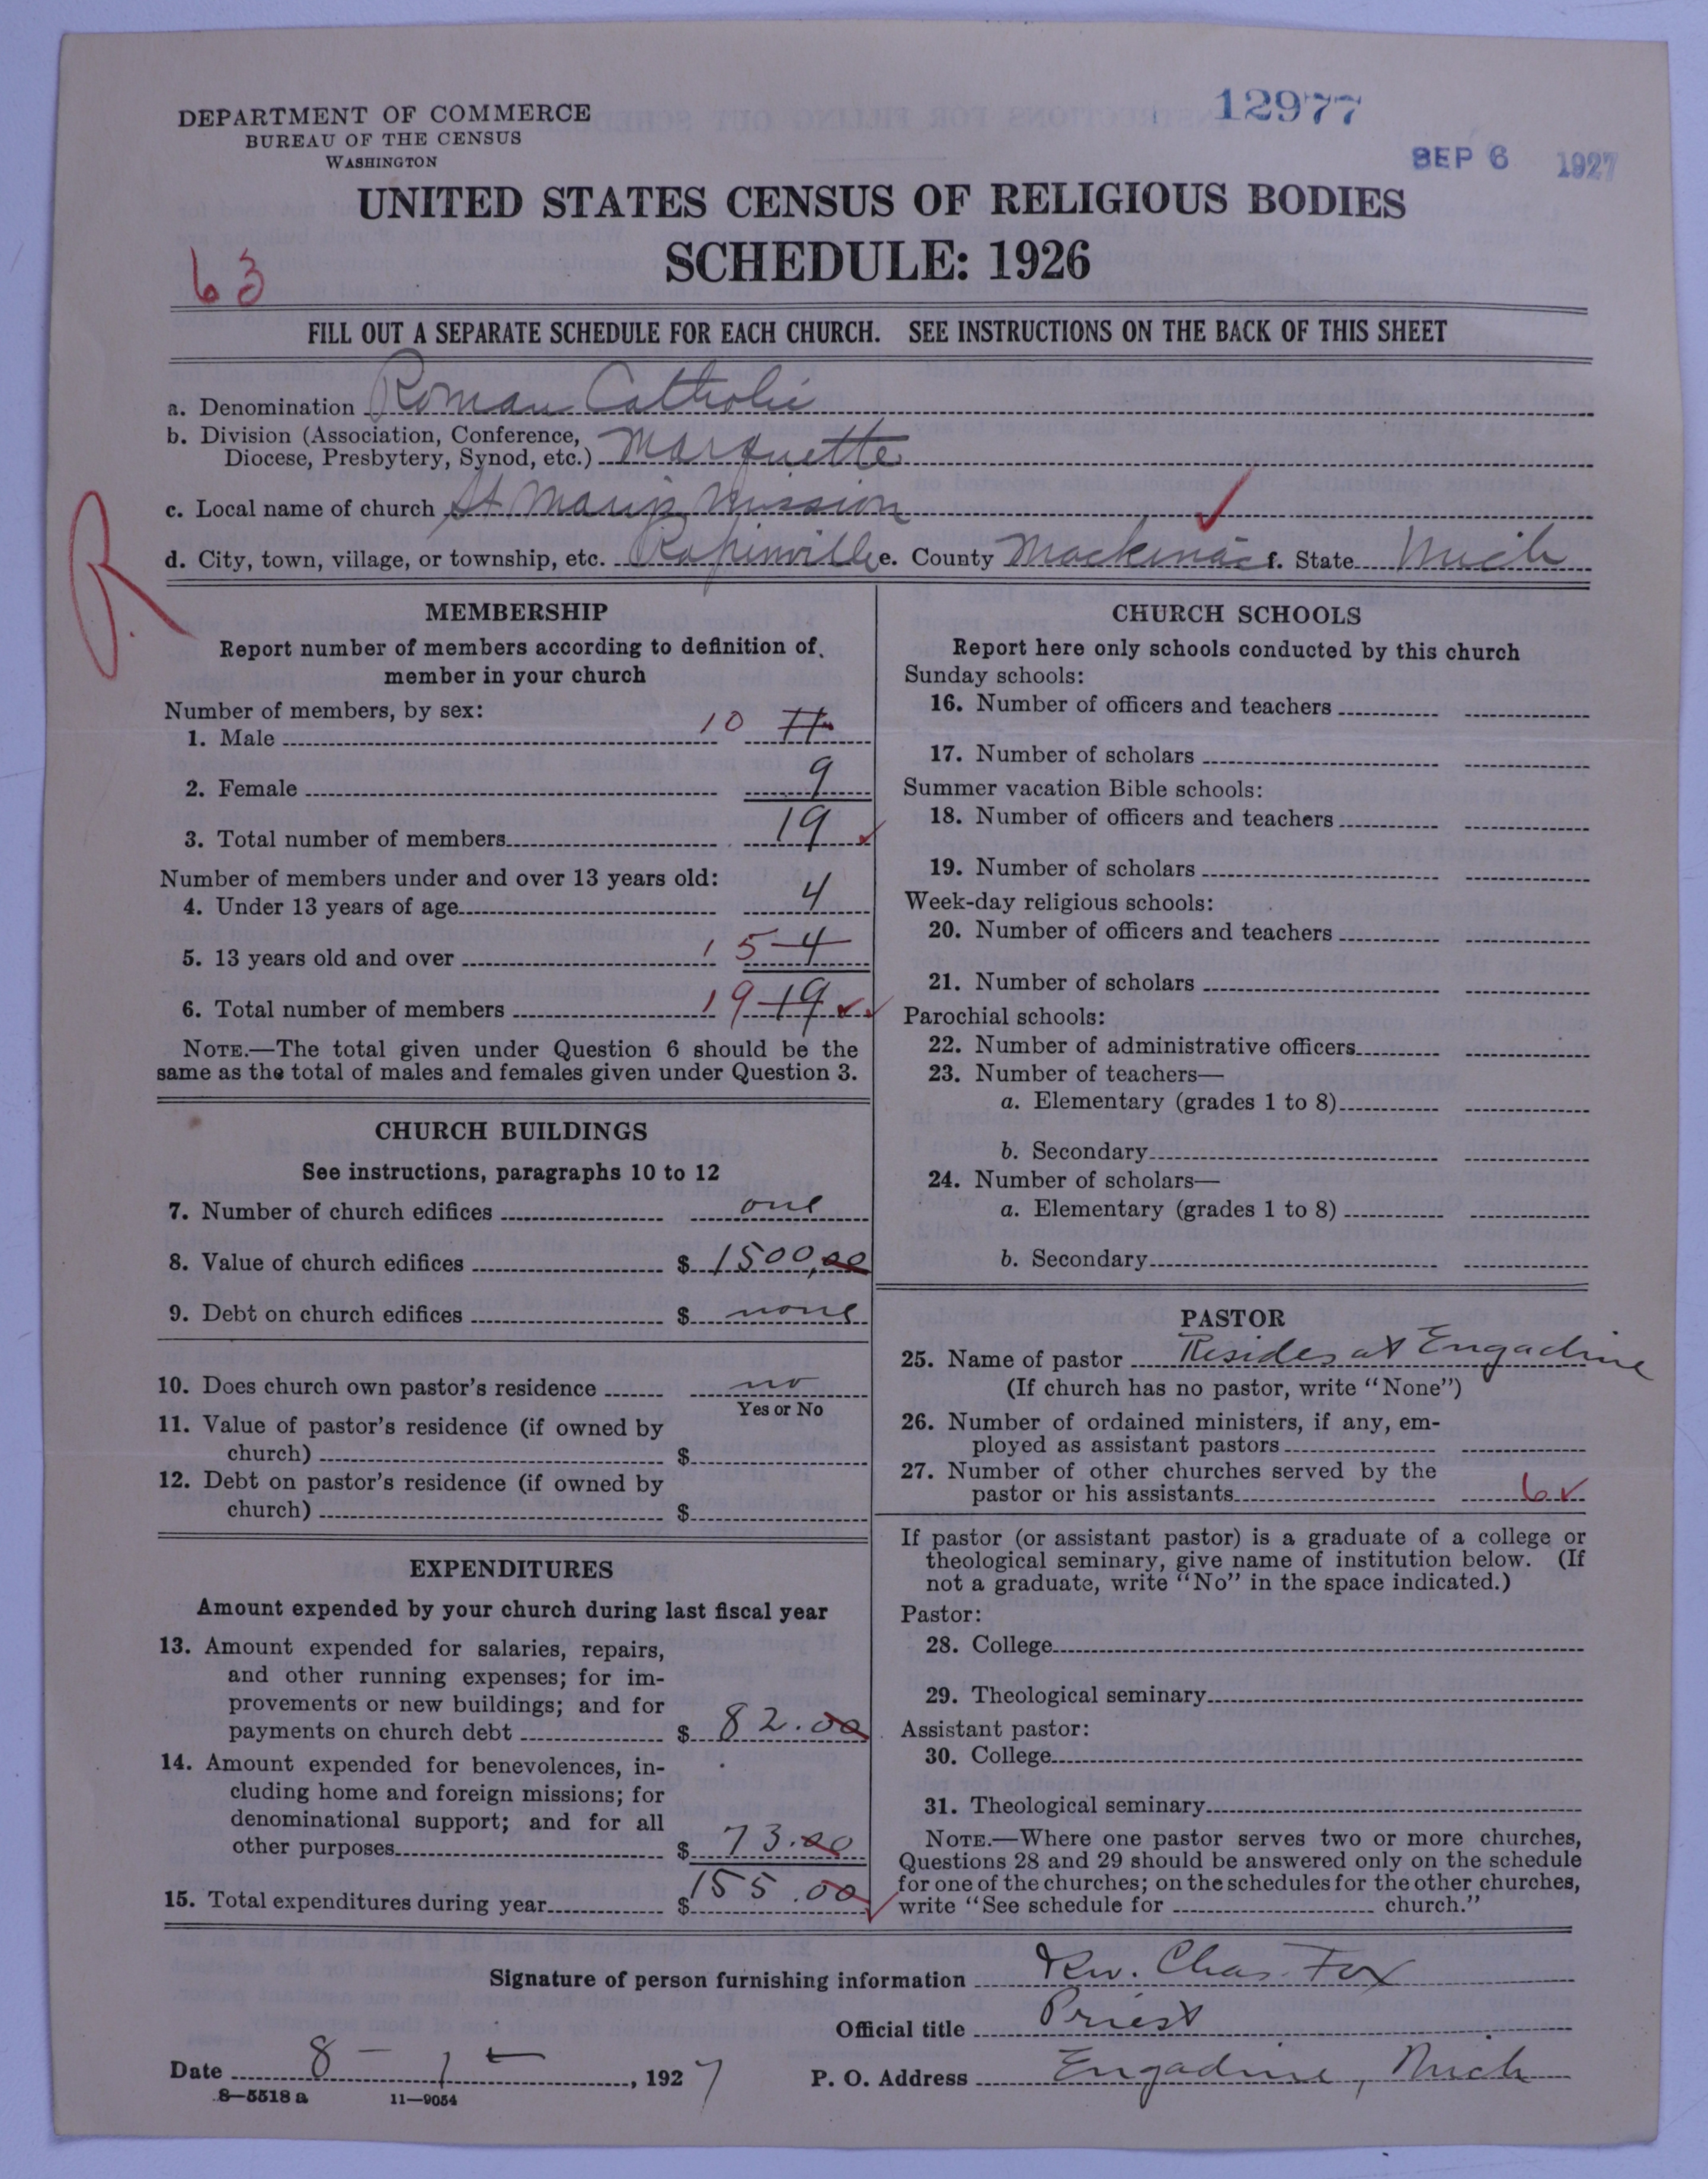 12977
SEP 6 1927
DEPARTMENT OF COMMERCE
BUREAU OF THE CENSUS
WASHINGTON
UNITED STATES CENSUS OF RELIGIOUS BODIES
SCHEDULE: 1926
63
FILL OUT A SEPARATE SCHEDULE FOR EACH CHURCH. SEE INSTRUCTIONS ON THE BACK OF THIS SHEET
R
a. Denomination Roman Catholic
b. Division (Association, Conference,
Diocese, Presbytery, Synod, etc.) Marquette
c. Local name of church St Mary's Mission
d. City, town, village, or township, etc. Rapinville e. County Mackinac f. State Mich
MEMBERSHIP
Report number of members according to definition of
member in your church
Number of members, by sex:
1. Male 10 11
2. Female 9
3. Total number of members 19
Number of members under and over 13 years old:
4. Under 13 years of age 4
5. 13 years old and over 15 4
6. Total number of members 19 19
NOTE.—The total given under Question 6 should be the
same as the total of males and females given under Question 3.
CHURCH BUILDINGS
See instructions, paragraphs 10 to 12
7. Number of church edifices one
8. Value of church edifices $ 1500,00
9. Debt on church edifices $ none
10. Does church own pastor's residence no
Yes or No
11. Value of pastor's residence (if owned by
church) $
12. Debt on pastor's residence (if owned by
church) $
EXPENDITURES
Amount expended by your church during last fiscal year
13. Amount expended for salaries, repairs,
and other running expenses; for im-
provements or new buildings; and for
payments on church debt $ 82.00
14. Amount expended for benevolences, in-
cluding home and foreign missions; for
denominational support; and for all
other purposes $ 73.00
15. Total expenditures during year $ 155.00
CHURCH SCHOOLS
Report here only schools conducted by this church
Sunday schools:
16. Number of officers and teachers
17. Number of scholars
Summer vacation Bible schools:
18. Number of officers and teachers
19. Number of scholars
Week-day religious schools:
20. Number of officers and teachers
21. Number of scholars
Parochial schools:
22. Number of administrative officers
23. Number of teachers—
a. Elementary (grades 1 to 8)
b. Secondary
24. Number of scholars—
a. Elementary (grades 1 to 8)
b. Secondary
PASTOR
25. Name of pastor Resides at Engadine
(If church has no pastor, write "None")
26. Number of ordained ministers, if any, em-
ployed as assistant pastors
27. Number of other churches served by the
pastor or his assistants 6
If pastor (or assistant pastor) is a graduate of a college or
theological seminary, give name of institution below. (If
not a graduate, write "No" in the space indicated.)
Pastor:
28. College
29. Theological seminary
Assistant pastor:
30. College
31. Theological seminary
NOTE.—Where one pastor serves two or more churches,
Questions 28 and 29 should be answered only on the schedule
for one of the churches; on the schedules for the other churches,
write "See schedule for church."
Signature of person furnishing information Rev. Chas. Fox
Official title Priest
Date 8 - 1st, 1927 P. O. Address Engadine, Mich
8—5518 a 11—9054